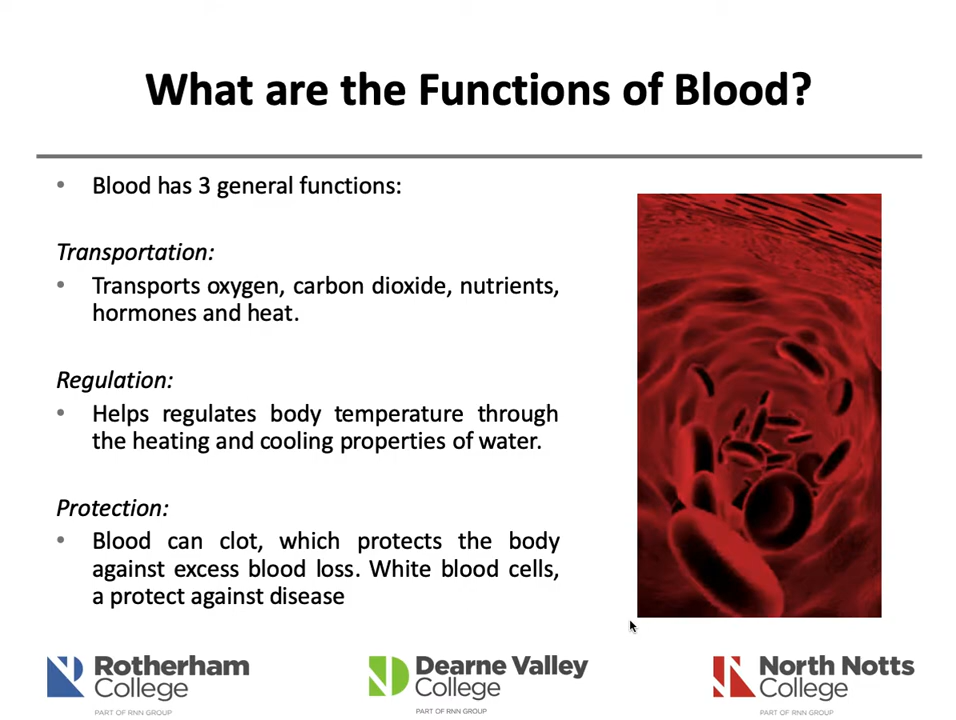 What are the Functions of Blood?
• Blood has 3 general functions:
Transportation:
• Transports oxygen, carbon dioxide, nutrients,
hormones and heat.
Regulation:
• Helps regulates body temperature through
the heating and cooling properties of water.
Protection:
• Blood can clot, which protects the body
against excess blood loss. White blood cells,
a protect against disease
Rotherham
College
PART OF RNN GROUP
Dearne Valley
College
PART OF RNN GROUP
North Notts
College
PART OF RNN GROUP